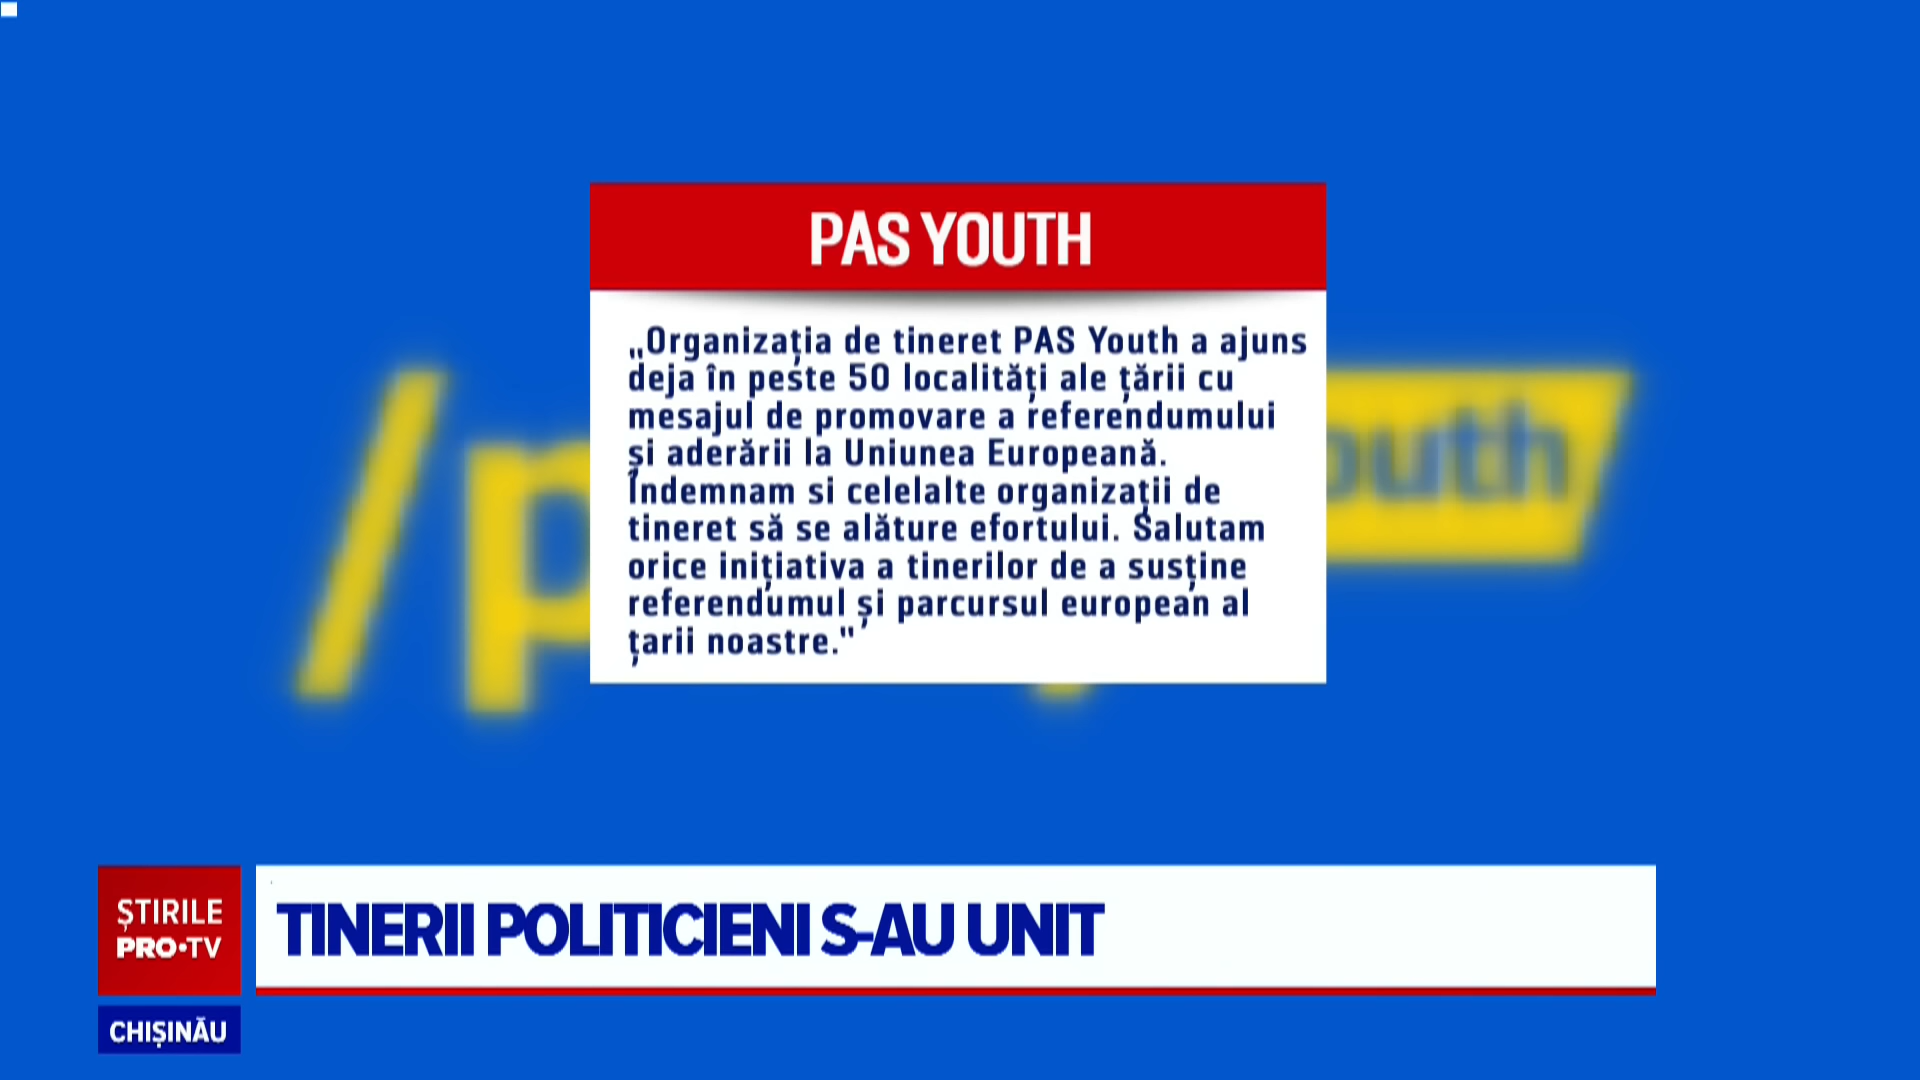 PAS YOUTH
„Organizația de tineret PAS Youth a ajuns
deja în peste 50 localități ale țării cu
mesajul de promovare a referendumului
și aderării la Uniunea Europeană.
Îndemnam si celelalte organizații de
tineret să se alăture efortului. Salutam
orice inițiativa a tinerilor de a susține
referendumul și parcursul european al
țarii noastre."
outh
ȘTIRILE
PRO•TV
TINERII POLITICIENI S-AU UNIT
CHIȘINĂU